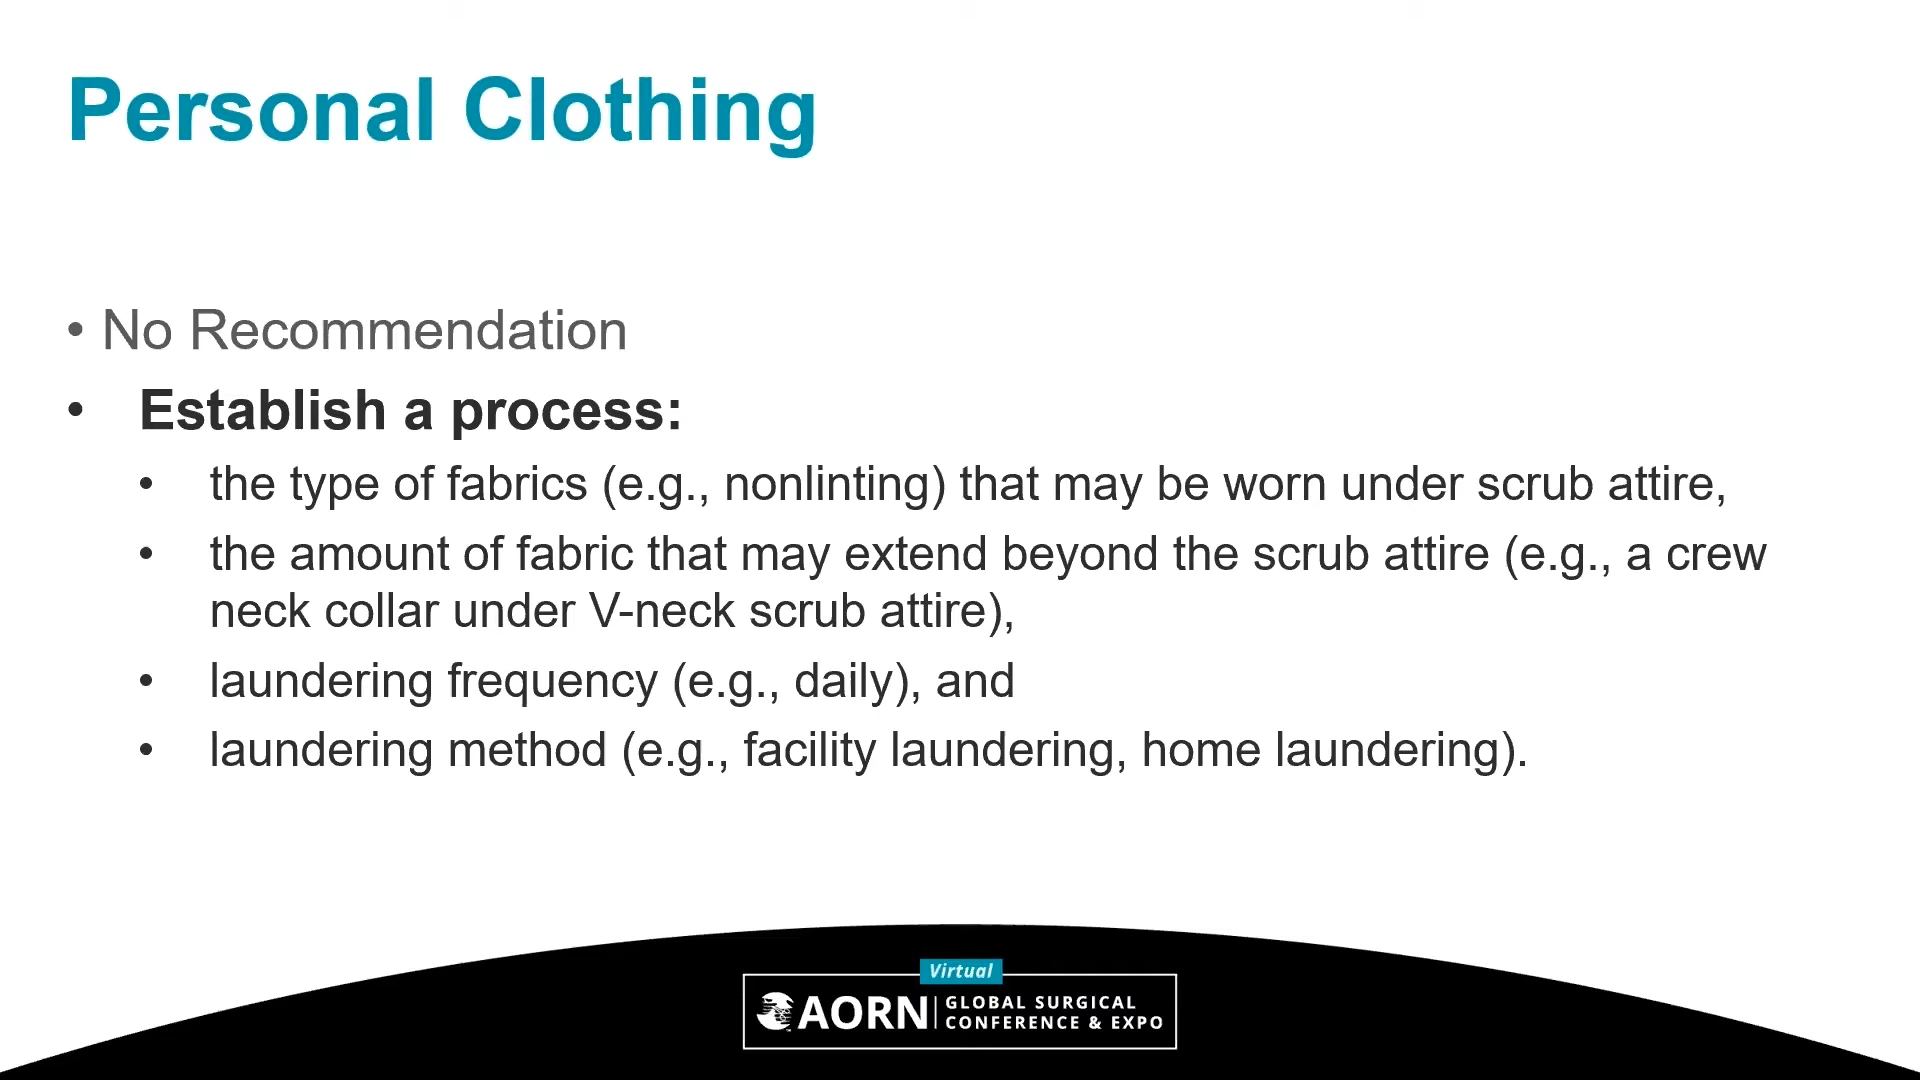 Personal Clothing
• No Recommendation
• Establish a process:
• the type of fabrics (e.g., nonlinting) that may be worn under scrub attire,
• the amount of fabric that may extend beyond the scrub attire (e.g., a crew
neck collar under V-neck scrub attire),
• laundering frequency (e.g., daily), and
• laundering method (e.g., facility laundering, home laundering).
Virtual
AORN
GLOBAL SURGICAL
CONFERENCE & EXPO